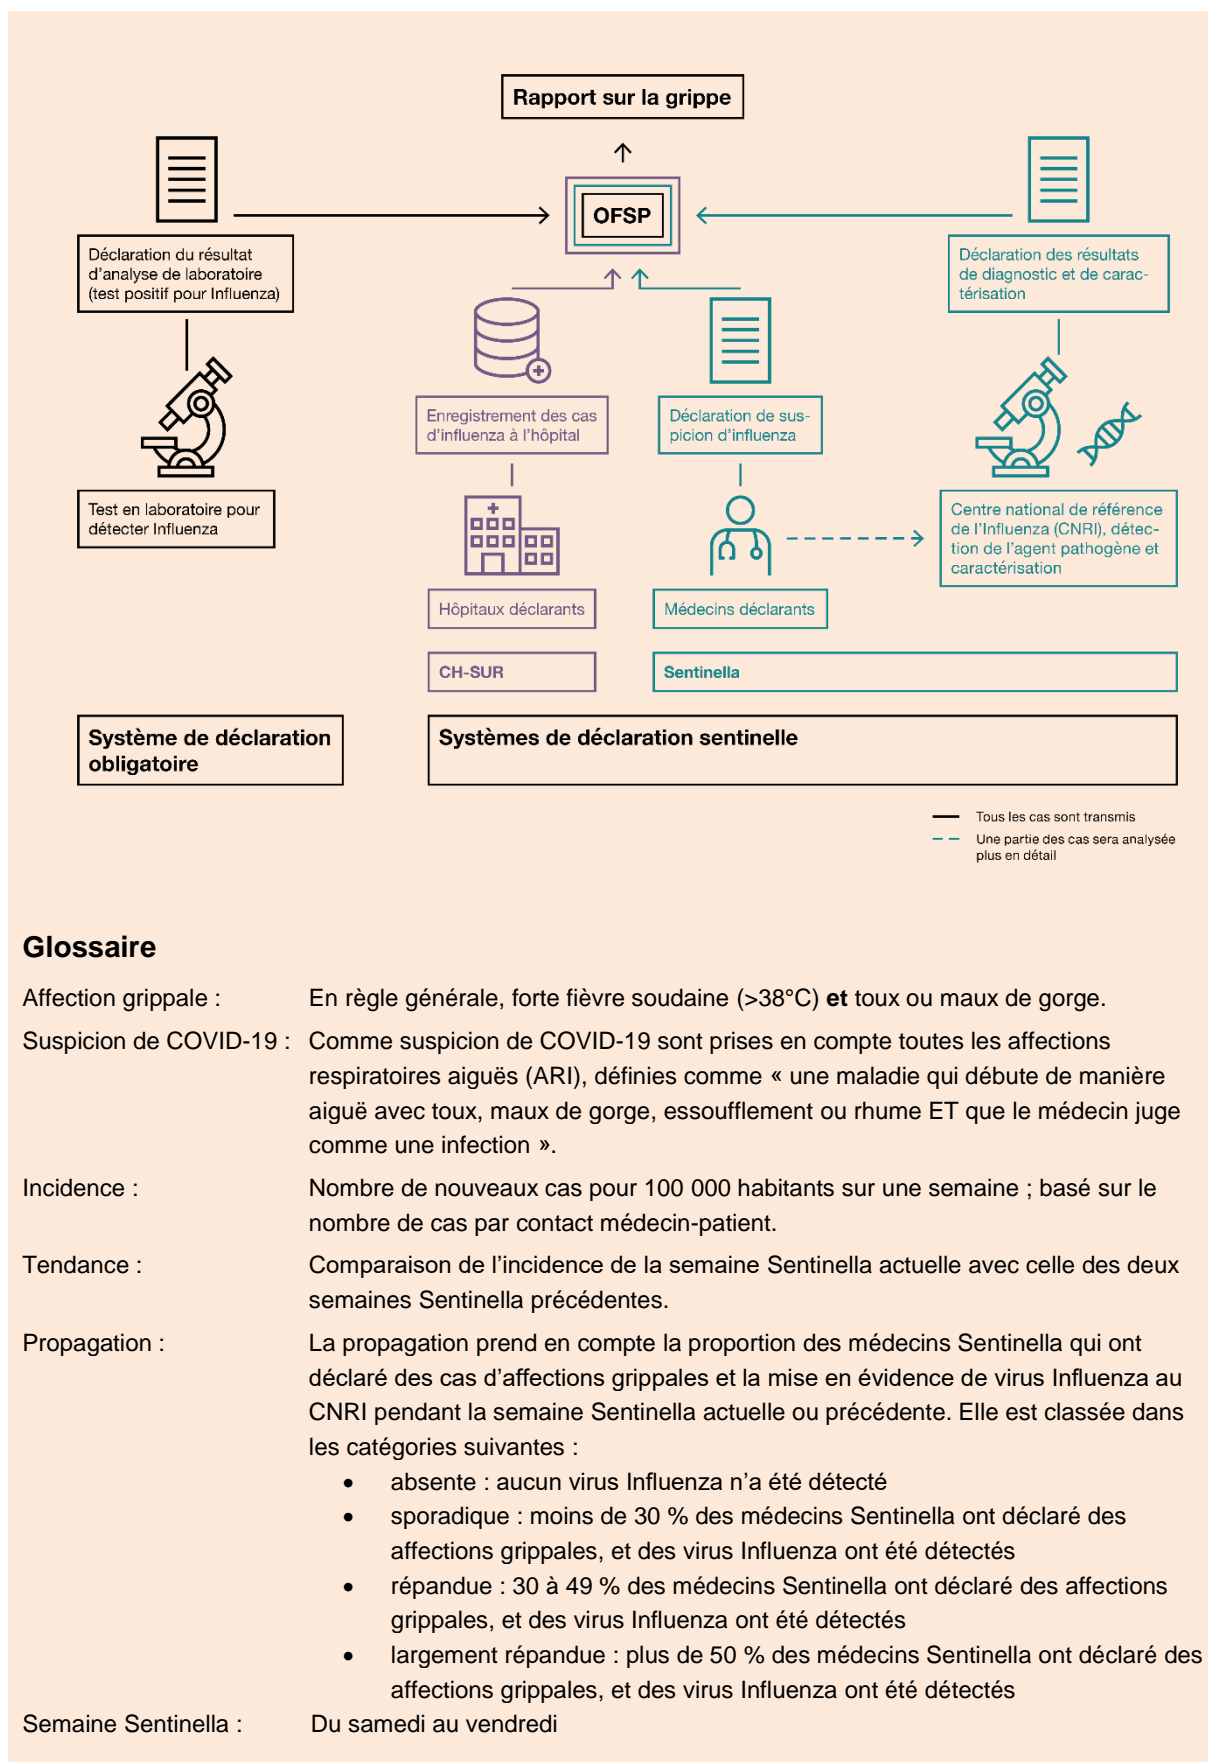 Rapport sur la grippe
OFSP
Déclaration du résultat
d’analyse de laboratoire
(test positif pour Influenza)
Déclaration des résultats
de diagnostic et de carac-
térisation
Enregistrement des cas
d’influenza à l’hôpital
Déclaration de sus-
picion d’influenza
Test en laboratoire pour
détecter Influenza
Centre national de référence
de l’Influenza (CNRI), détec-
tion de l’agent pathogène et
caractérisation
Hôpitaux déclarants
Médecins déclarants
CH-SUR
Sentinella
Système de déclaration
obligatoire
Systèmes de déclaration sentinelle
Tous les cas sont transmis
Une partie des cas sera analysée
plus en détail
Glossaire
Affection grippale : En règle générale, forte fièvre soudaine (>38°C) et toux ou maux de gorge.
Suspicion de COVID-19 : Comme suspicion de COVID-19 sont prises en compte toutes les affections
respiratoires aiguës (ARI), définies comme « une maladie qui débute de manière
aiguë avec toux, maux de gorge, essoufflement ou rhume ET que le médecin juge
comme une infection ».
Incidence : Nombre de nouveaux cas pour 100 000 habitants sur une semaine ; basé sur le
nombre de cas par contact médecin-patient.
Tendance : Comparaison de l’incidence de la semaine Sentinella actuelle avec celle des deux
semaines Sentinella précédentes.
Propagation : La propagation prend en compte la proportion des médecins Sentinella qui ont
déclaré des cas d’affections grippales et la mise en évidence de virus Influenza au
CNRI pendant la semaine Sentinella actuelle ou précédente. Elle est classée dans
les catégories suivantes :
• absente : aucun virus Influenza n’a été détecté
• sporadique : moins de 30 % des médecins Sentinella ont déclaré des
affections grippales, et des virus Influenza ont été détectés
• répandue : 30 à 49 % des médecins Sentinella ont déclaré des affections
grippales, et des virus Influenza ont été détectés
• largement répandue : plus de 50 % des médecins Sentinella ont déclaré des
affections grippales, et des virus Influenza ont été détectés
Semaine Sentinella : Du samedi au vendredi